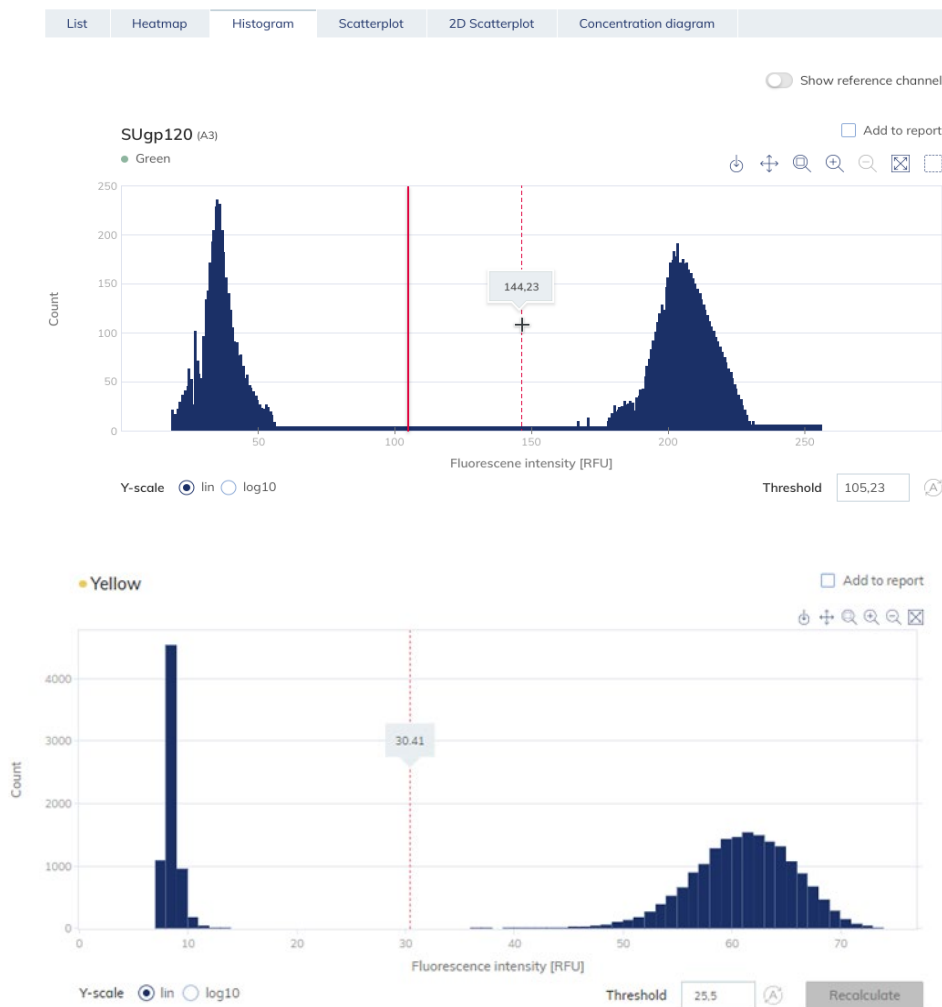 List Heatmap Histogram Scatterplot 2D Scatterplot Concentration diagram
Show reference channel
SUgp120 (A3)
Add to report
Green
250
200
150
100
50
0
Count
144,23
50 100 150 200 250
Fluorescene intensity [RFU]
Y-scale lin log10
Threshold 105,23 A
Yellow
Add to report
4000
3000
2000
1000
0
Count
30.41
0 10 20 30 40 50 60 70
Fluorescence intensity [RFU]
Y-scale lin log10
Threshold 25,5 A Recalculate